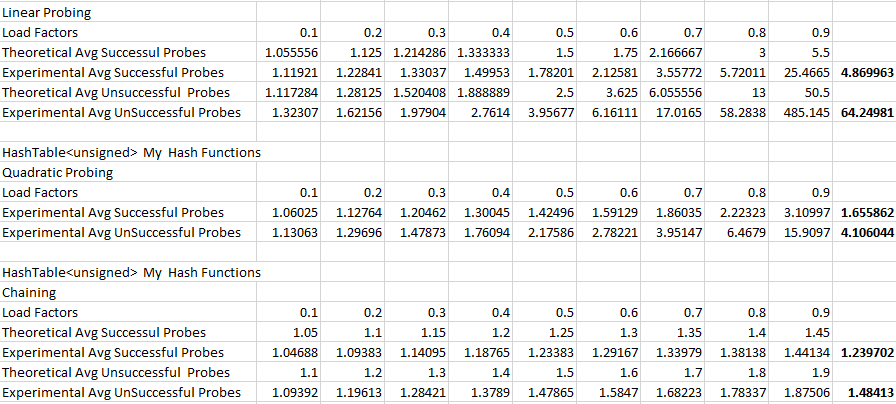 Linear Probing
Load Factors 0.1 0.2 0.3 0.4 0.5 0.6 0.7 0.8 0.9
Theoretical Avg Successul Probes 1.055556 1.125 1.214286 1.333333 1.5 1.75 2.166667 3 5.5
Experimental Avg Successful Probes 1.11921 1.22841 1.33037 1.49953 1.78201 2.12581 3.55772 5.72011 25.4665 4.869963
Theoretical Avg Unsuccessful Probes 1.117284 1.28125 1.520408 1.888889 2.5 3.625 6.055556 13 50.5
Experimental Avg UnSuccessful Probes 1.32307 1.62156 1.97904 2.7614 3.95677 6.16111 17.0165 58.2838 485.145 64.24981
HashTable<unsigned> My Hash Functions
Quadratic Probing
Load Factors 0.1 0.2 0.3 0.4 0.5 0.6 0.7 0.8 0.9
Experimental Avg Successful Probes 1.06025 1.12764 1.20462 1.30045 1.42496 1.59129 1.86035 2.22323 3.10997 1.655862
Experimental Avg UnSuccessful Probes 1.13063 1.29696 1.47873 1.76094 2.17586 2.78221 3.95147 6.4679 15.9097 4.106044
HashTable<unsigned> My Hash Functions
Chaining
Load Factors 0.1 0.2 0.3 0.4 0.5 0.6 0.7 0.8 0.9
Theoretical Avg Successul Probes 1.05 1.1 1.15 1.2 1.25 1.3 1.35 1.4 1.45
Experimental Avg Successful Probes 1.04688 1.09383 1.14095 1.18765 1.23383 1.29167 1.33979 1.38138 1.44134 1.239702
Theoretical Avg Unsuccessful Probes 1.1 1.2 1.3 1.4 1.5 1.6 1.7 1.8 1.9
Experimental Avg UnSuccessful Probes 1.09392 1.19613 1.28421 1.3789 1.47865 1.5847 1.68223 1.78337 1.87506 1.48413